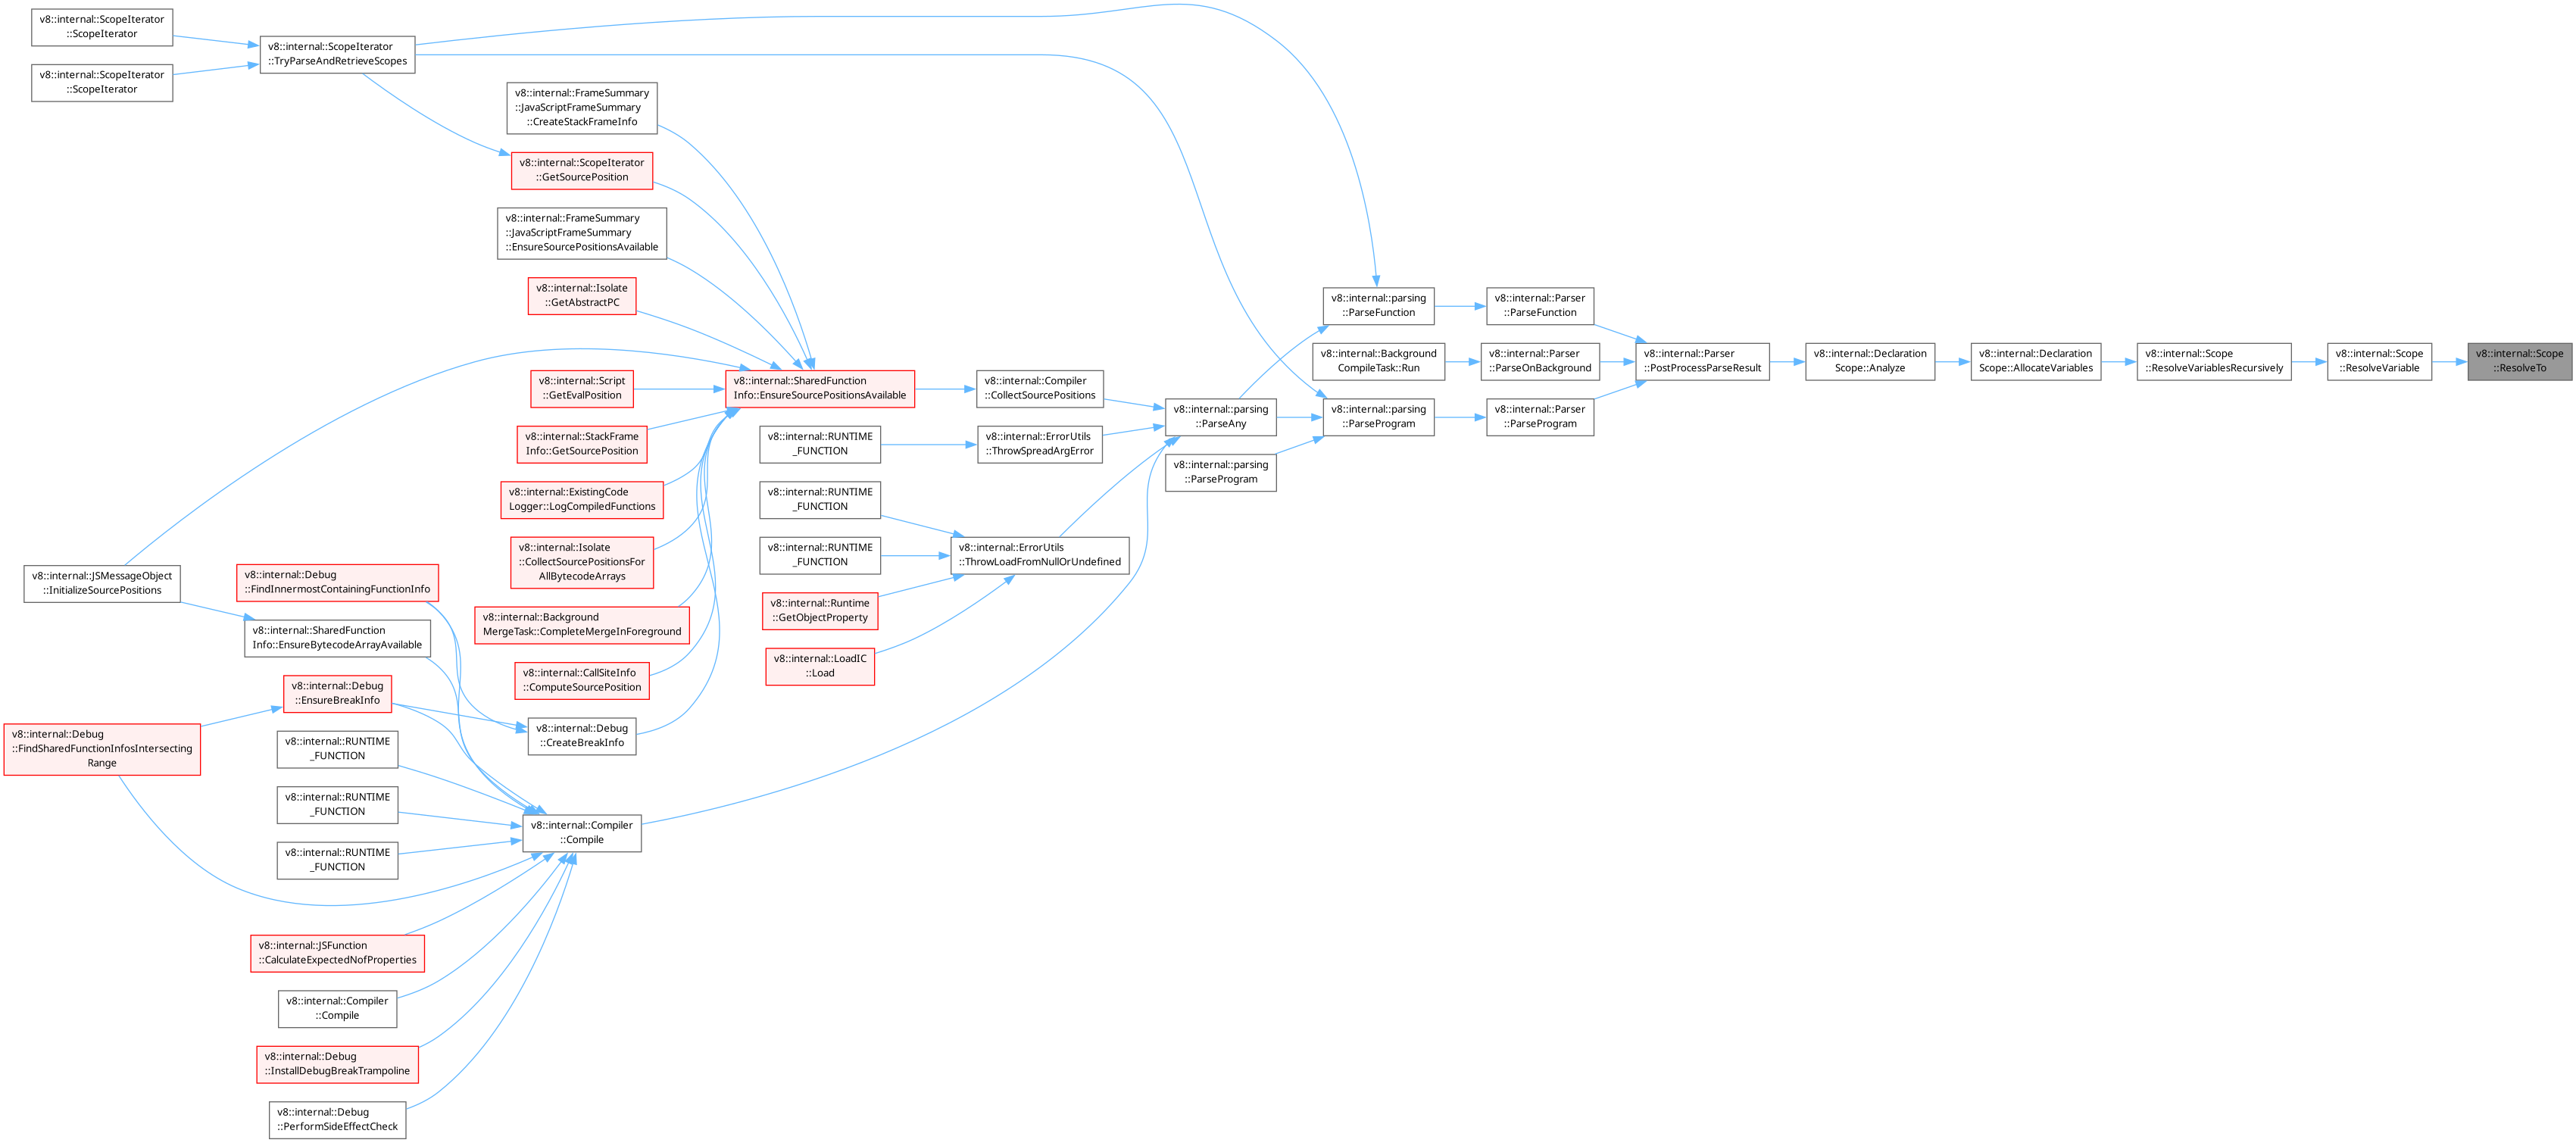 v8::internal::ScopeIterator
::ScopeIterator
v8::internal::ScopeIterator
::TryParseAndRetrieveScopes
v8::internal::ScopeIterator
::ScopeIterator
v8::internal::FrameSummary
::JavaScriptFrameSummary
::CreateStackFrameInfo
v8::internal::ScopeIterator
::GetSourcePosition
v8::internal::FrameSummary
::JavaScriptFrameSummary
::EnsureSourcePositionsAvailable
v8::internal::Isolate
::GetAbstractPC
v8::internal::parsing
::ParseFunction
v8::internal::Parser
::ParseFunction
v8::internal::Background
CompileTask::Run
v8::internal::Parser
::ParseOnBackground
v8::internal::Parser
::PostProcessParseResult
v8::internal::Declaration
Scope::Analyze
v8::internal::Declaration
Scope::AllocateVariables
v8::internal::Scope
::ResolveVariablesRecursively
v8::internal::Scope
::ResolveVariable
v8::internal::Scope
::ResolveTo
v8::internal::Script
::GetEvalPosition
v8::internal::SharedFunction
Info::EnsureSourcePositionsAvailable
v8::internal::Compiler
::CollectSourcePositions
v8::internal::parsing
::ParseAny
v8::internal::parsing
::ParseProgram
v8::internal::Parser
::ParseProgram
v8::internal::StackFrame
Info::GetSourcePosition
v8::internal::RUNTIME
_FUNCTION
v8::internal::ErrorUtils
::ThrowSpreadArgError
v8::internal::parsing
::ParseProgram
v8::internal::ExistingCode
Logger::LogCompiledFunctions
v8::internal::RUNTIME
_FUNCTION
v8::internal::Isolate
::CollectSourcePositionsFor
AllBytecodeArrays
v8::internal::RUNTIME
_FUNCTION
v8::internal::ErrorUtils
::ThrowLoadFromNullOrUndefined
v8::internal::JSMessageObject
::InitializeSourcePositions
v8::internal::Debug
::FindInnermostContainingFunctionInfo
v8::internal::Runtime
::GetObjectProperty
v8::internal::SharedFunction
Info::EnsureBytecodeArrayAvailable
v8::internal::Background
MergeTask::CompleteMergeInForeground
v8::internal::LoadIC
::Load
v8::internal::CallSiteInfo
::ComputeSourcePosition
v8::internal::Debug
::EnsureBreakInfo
v8::internal::Debug
::CreateBreakInfo
v8::internal::Debug
::FindSharedFunctionInfosIntersecting
Range
v8::internal::RUNTIME
_FUNCTION
v8::internal::RUNTIME
_FUNCTION
v8::internal::Compiler
::Compile
v8::internal::RUNTIME
_FUNCTION
v8::internal::JSFunction
::CalculateExpectedNofProperties
v8::internal::Compiler
::Compile
v8::internal::Debug
::InstallDebugBreakTrampoline
v8::internal::Debug
::PerformSideEffectCheck